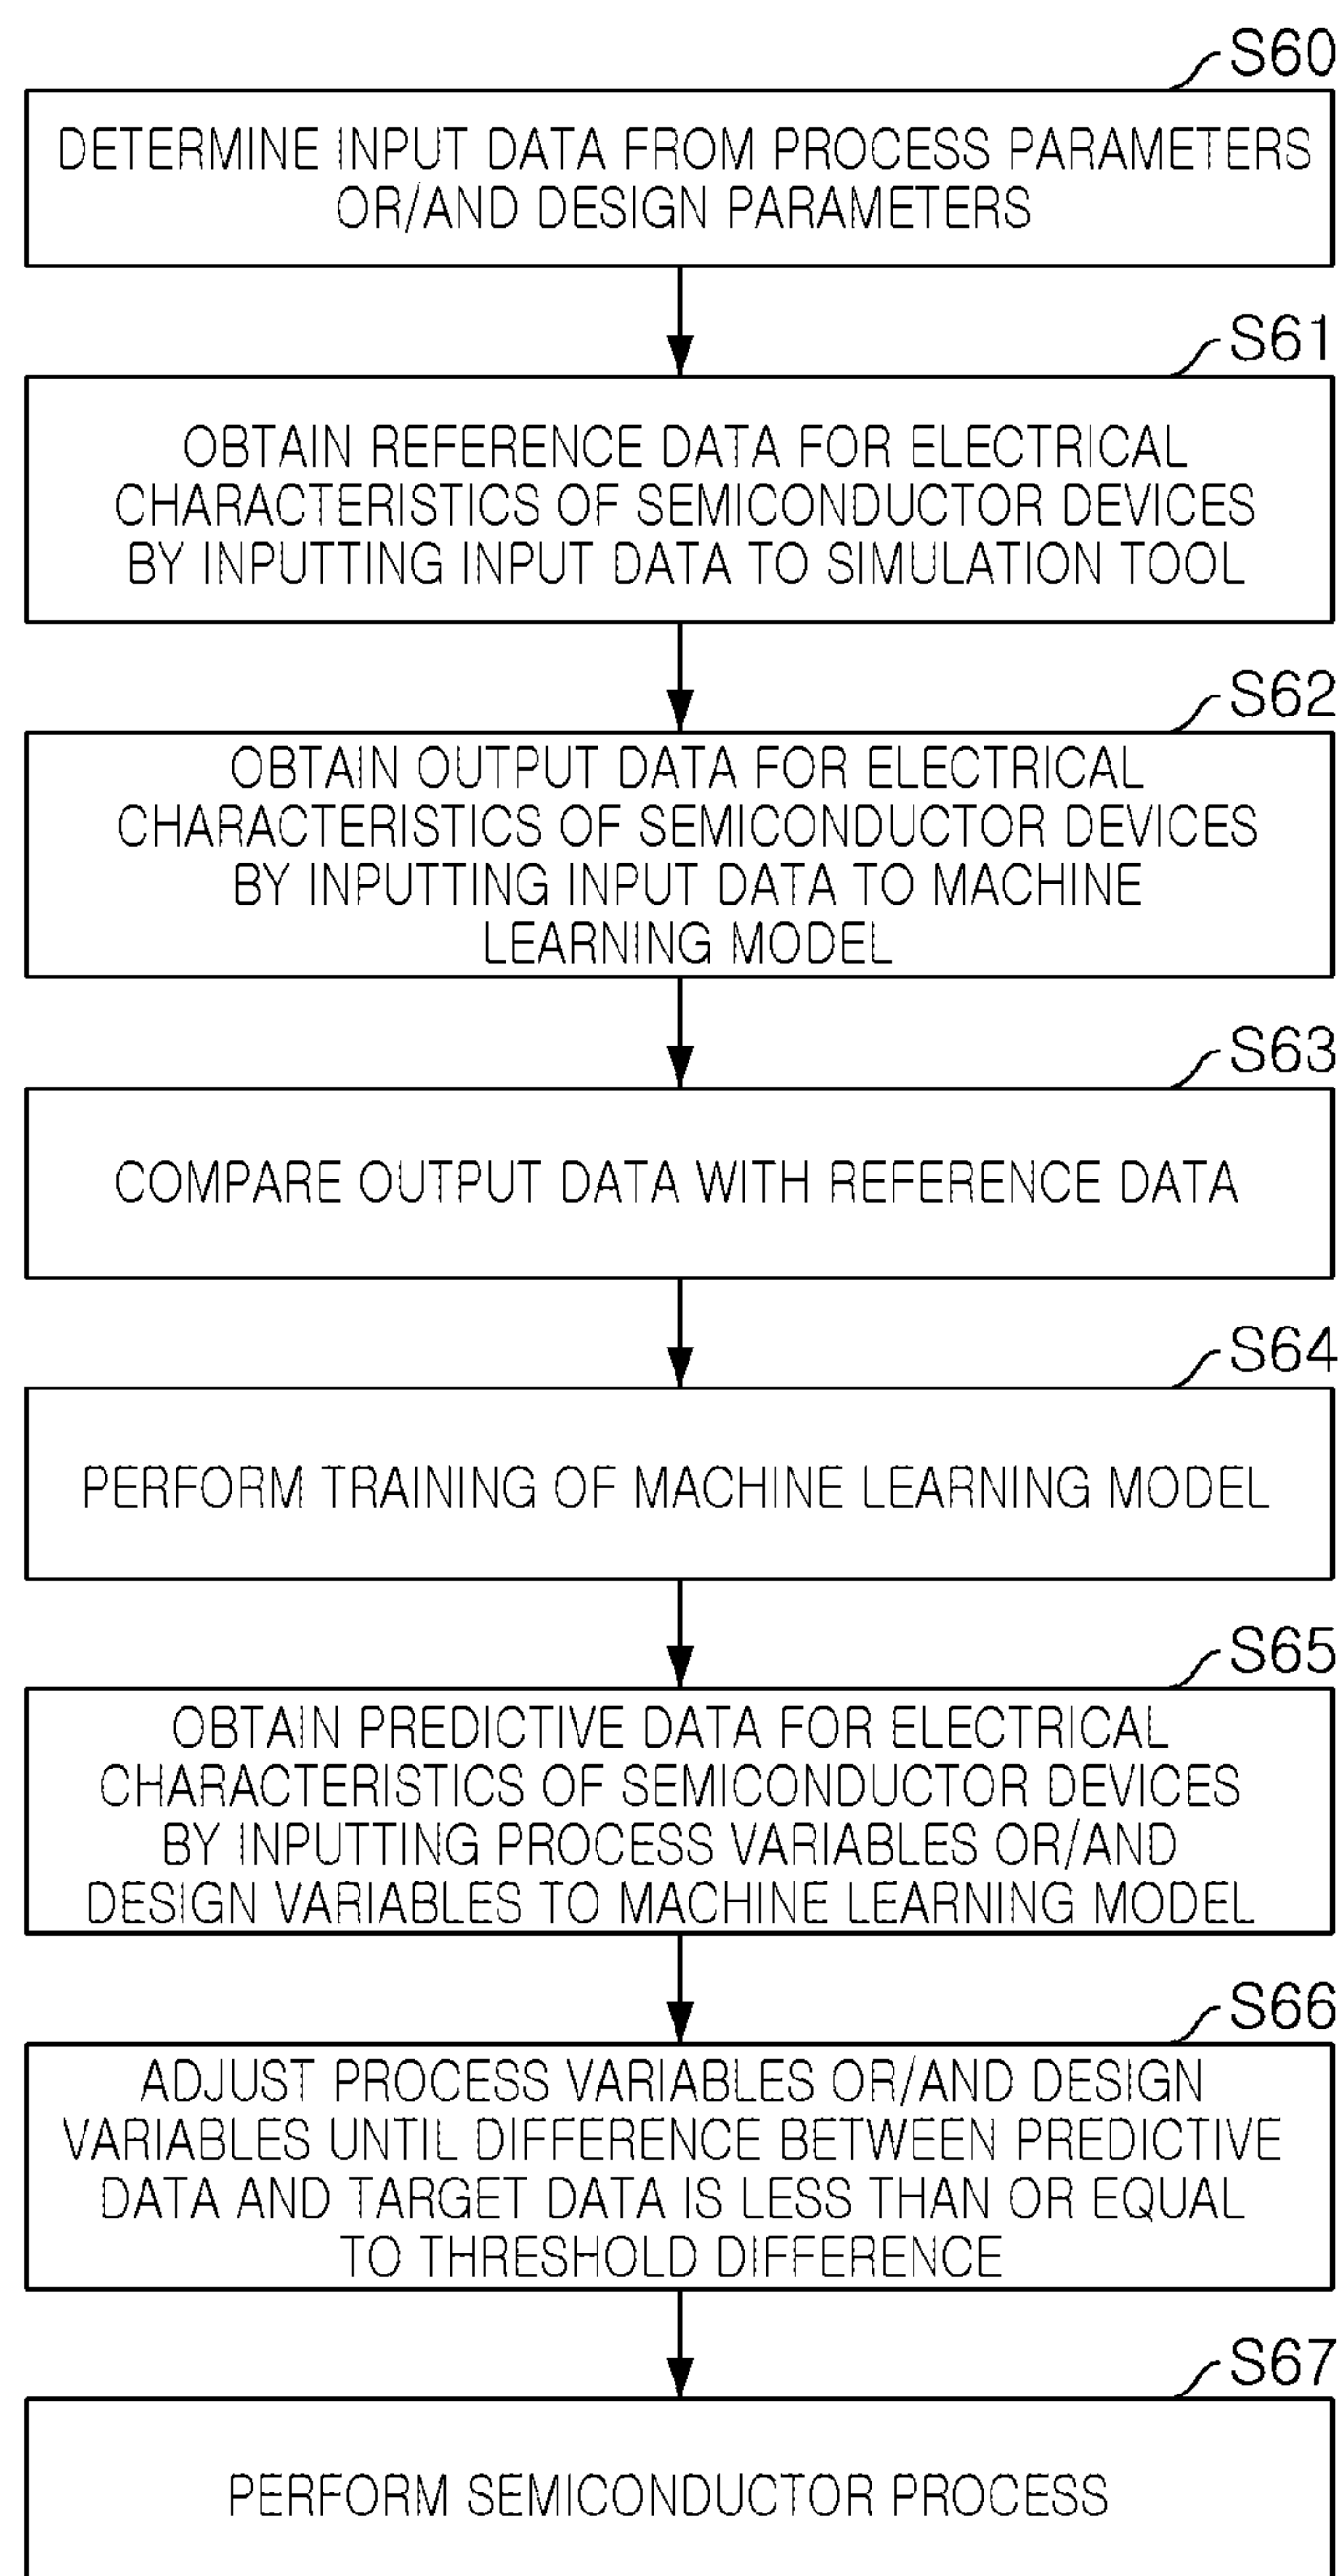 S60
DETERMINE INPUT DATA FROM PROCESS PARAMETERS
OR/AND DESIGN PARAMETERS
S61
OBTAIN REFERENCE DATA FOR ELECTRICAL
CHARACTERISTICS OF SEMICONDUCTOR DEVICES
BY INPUTTING INPUT DATA TO SIMULATION TOOL
S62
OBTAIN OUTPUT DATA FOR ELECTRICAL
CHARACTERISTICS OF SEMICONDUCTOR DEVICES
BY INPUTTING INPUT DATA TO MACHINE
LEARNING MODEL
S63
COMPARE OUTPUT DATA WITH REFERENCE DATA
S64
PERFORM TRAINING OF MACHINE LEARNING MODEL
S65
OBTAIN PREDICTIVE DATA FOR ELECTRICAL
CHARACTERISTICS OF SEMICONDUCTOR DEVICES
BY INPUTTING PROCESS VARIABLES OR/AND
DESIGN VARIABLES TO MACHINE LEARNING MODEL
S66
ADJUST PROCESS VARIABLES OR/AND DESIGN
VARIABLES UNTIL DIFFERENCE BETWEEN PREDICTIVE
DATA AND TARGET DATA IS LESS THAN OR EQUAL
TO THRESHOLD DIFFERENCE
S67
PERFORM SEMICONDUCTOR PROCESS